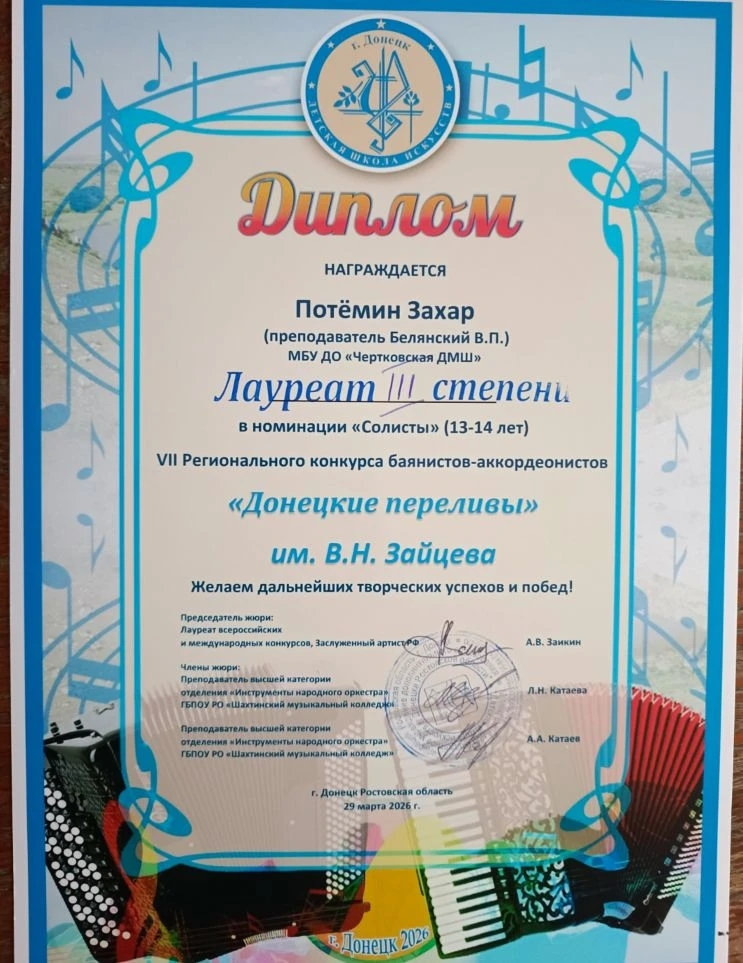 г. Донецк
ДЕТСКАЯ ШКОЛА ИСКУССТВ
Диплом
НАГРАЖДАЕТСЯ
Потёмин Захар
(преподаватель Белянский В.П.)
МБУ ДО «Чертковская ДМШ»
Лауреат III степени
в номинации «Солисты» (13-14 лет)
VII Регионального конкурса баянистов-аккордеонистов
«Донецкие переливы»
им. В.Н. Зайцева
Желаем дальнейших творческих успехов и побед!
Председатель жюри:
Лауреат всероссийских
и международных конкурсов, Заслуженный артист РФ А.В. Заикин
Члены жюри:
Преподаватель высшей категории
отделения «Инструменты народного оркестра» Л.Н. Катаева
ГБПОУ РО «Шахтинский музыкальный колледж»
Преподаватель высшей категории
отделения «Инструменты народного оркестра» А.А. Катаев
ГБПОУ РО «Шахтинский музыкальный колледж»
г. Донецк Ростовская область
29 марта 2026 г.
г. Донецк 2026